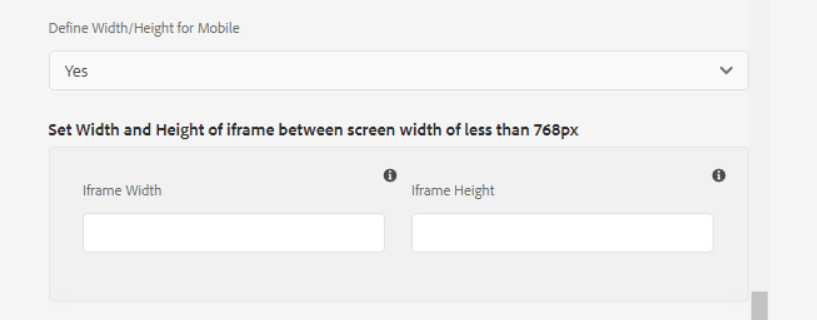 Define Width/Height for Mobile
Yes
Set Width and Height of iframe between screen width of less than 768px
Iframe Width
Iframe Height